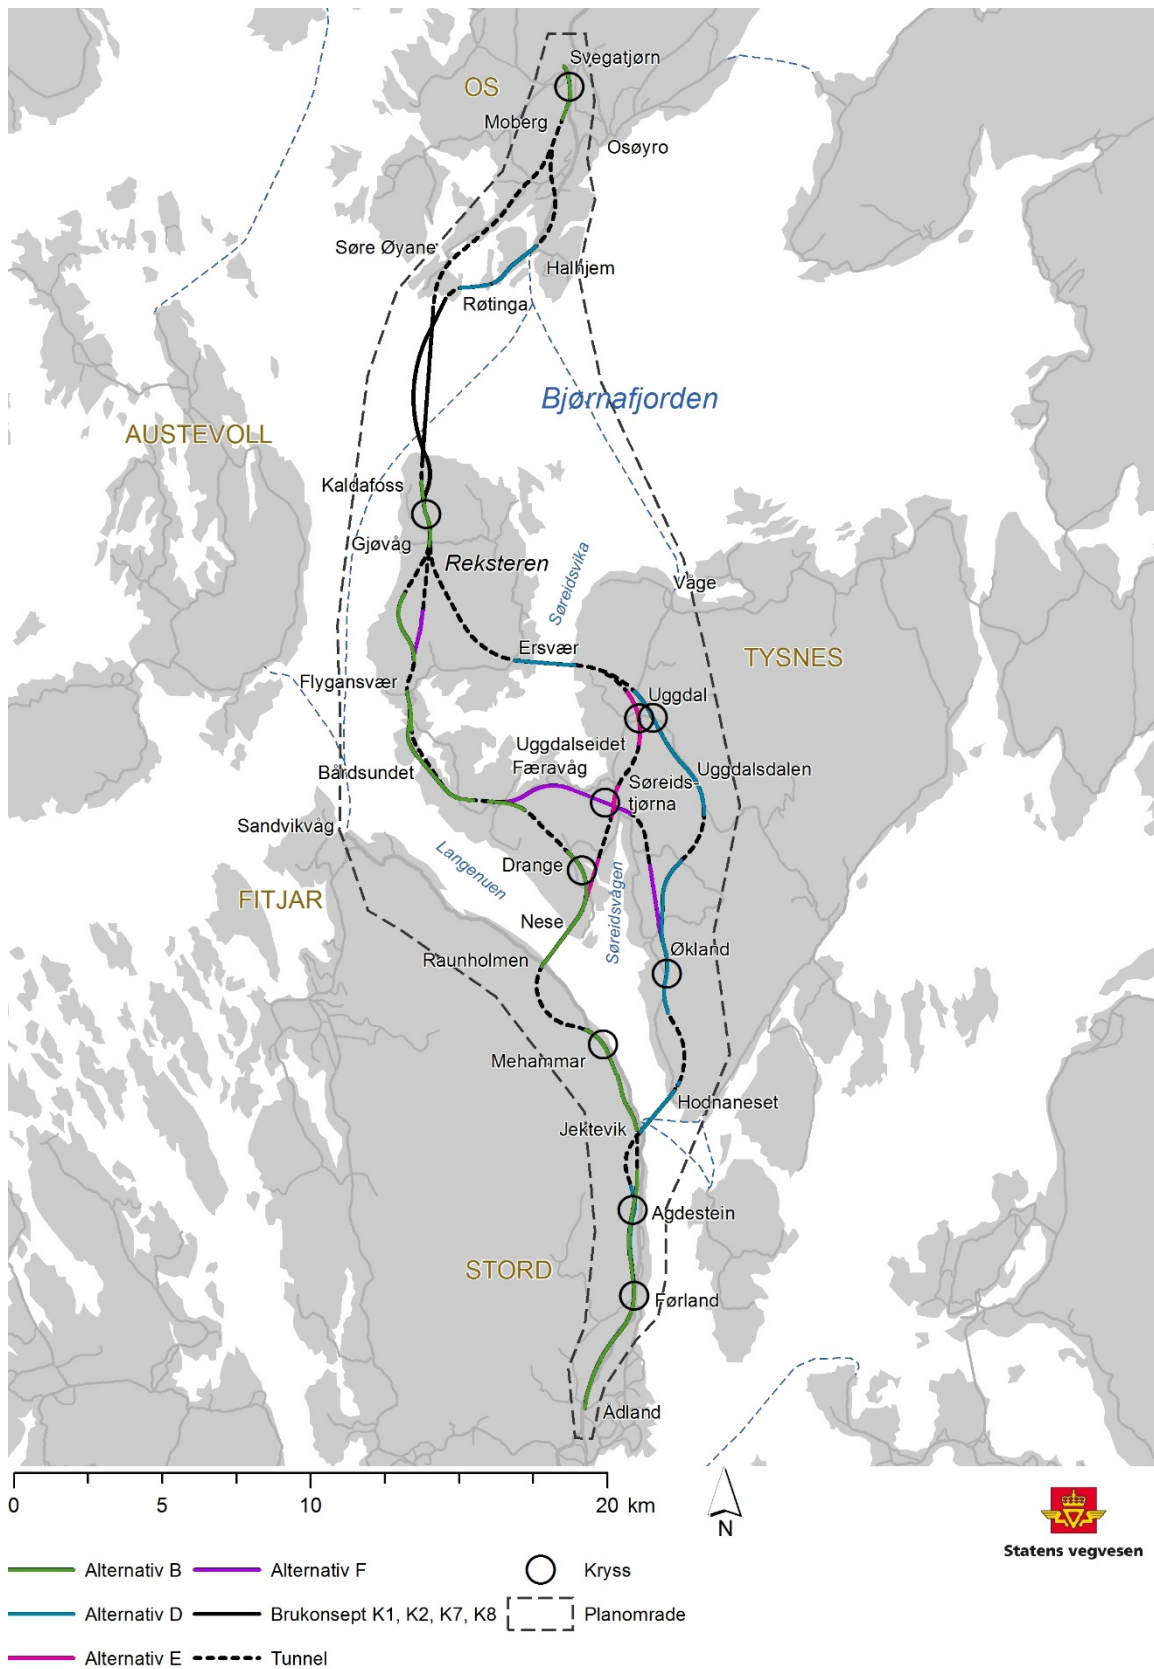 Svegatjørn
OS
Moberg
Osøyro
Søre Øyane
Halhjem
Røtinga
Bjørnafjorden
AUSTEVOLL
Kaldafoss
Gjøvåg
Reksteren
Søreidsvika
Våge
Ersvær
TYSNES
Flygansvær
Uggdal
Uggdalseidet
Færavåg
Bårdsundet
Uggdalsdalen
Søreids-
tjørna
Sandvikvåg
Langenuen
Drange
FITJAR
Søreidsvågen
Nese
Raunholmen
Økland
Mehammar
Hodnaneset
Jektevik
Agdestein
STORD
Førland
Ådland
0 5 10 20 km
N
Statens vegvesen
Alternativ B
Alternativ F
Kryss
Alternativ D
Brukonsept K1, K2, K7, K8
Planomrade
Alternativ E
Tunnel